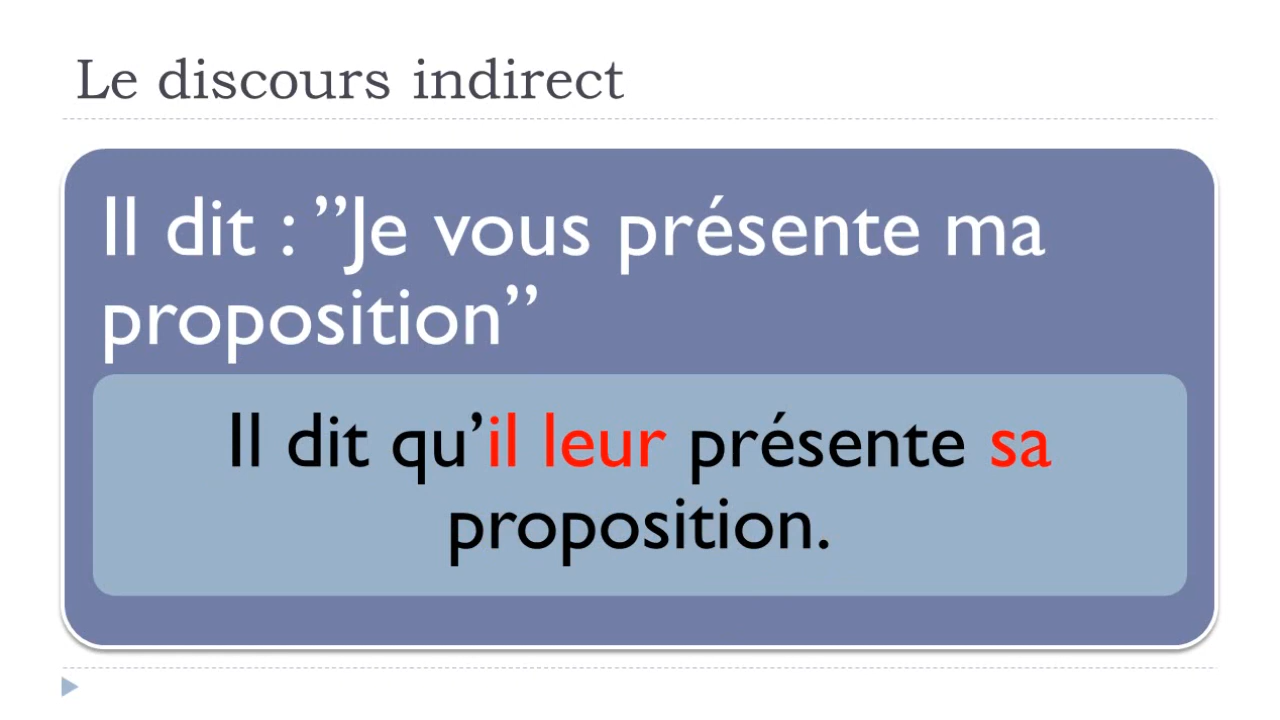 Le discours indirect
Il dit : ”Je vous présente ma
proposition”
Il dit qu’il leur présente sa
proposition.